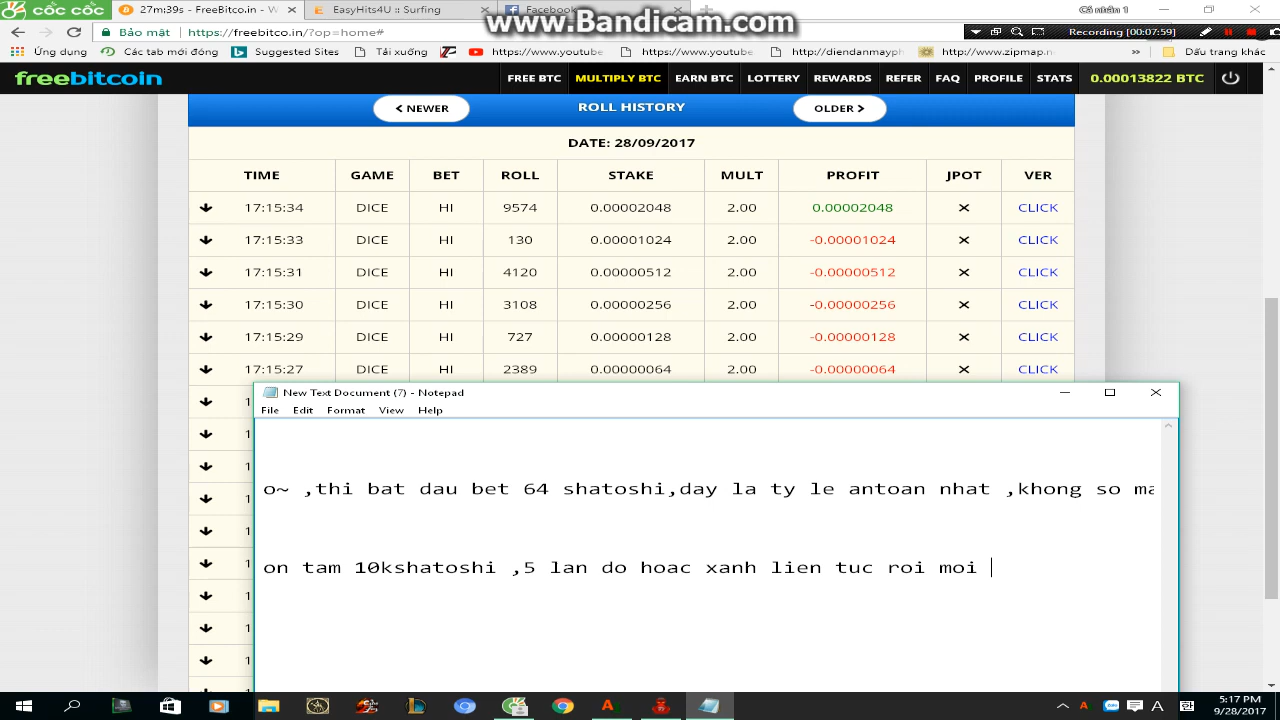 cốc cốc
27m:39s - FreeBitco.in - W
EasyHits4U :: Surfing
Facebook
www.Bandicam.com
Cá nhân 1
Bảo mật
https://freebitco.in/?op=home#
Recording [00:07:59]
Ứng dụng
Các tab mới đóng
Suggested Sites
Tải xuống
https://www.youtube
https://www.youtube
http://diendanmayph
http://www.zipmap.n
»
Dấu trang khác
freebitcoin
FREE BTC
MULTIPLY BTC
EARN BTC
LOTTERY
REWARDS
REFER
FAQ
PROFILE
STATS
0.00013822 BTC
< NEWER
ROLL HISTORY
OLDER >
DATE: 28/09/2017
TIME GAME BET ROLL STAKE MULT PROFIT JPOT VER
17:15:34 DICE HI 9574 0.00002048 2.00 0.00002048 CLICK
17:15:33 DICE HI 130 0.00001024 2.00 -0.00001024 CLICK
17:15:31 DICE HI 4120 0.00000512 2.00 -0.00000512 CLICK
17:15:30 DICE HI 3108 0.00000256 2.00 -0.00000256 CLICK
17:15:29 DICE HI 727 0.00000128 2.00 -0.00000128 CLICK
17:15:27 DICE HI 2389 0.00000064 2.00 -0.00000064 CLICK
New Text Document (7) - Notepad
File Edit Format View Help
o~ ,thi bat dau bet 64 shatoshi,day la ty le antoan nhat ,khong so ma
on tam 10kshatoshi ,5 lan do hoac xanh lien tuc roi moi
5:17 PM
9/28/2017